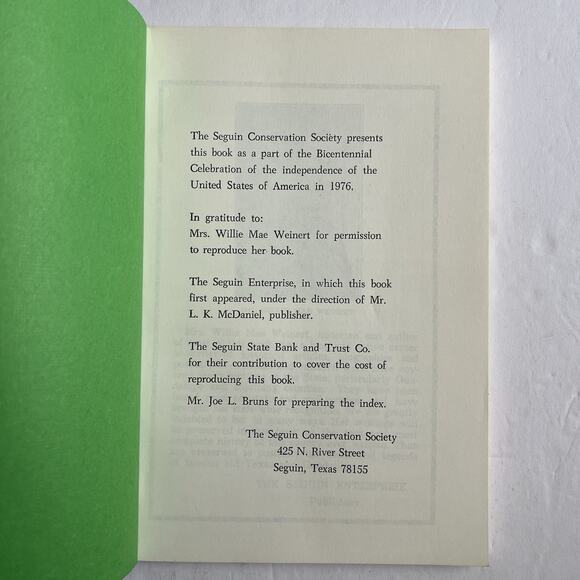 The Seguin Conservation Society presents
this book as a part of the Bicentennial
Celebration of the independence of the
United States of America in 1976.
In gratitude to:
Mrs. Willie Mae Weinert for permission
to reproduce her book.
The Seguin Enterprise, in which this book
first appeared, under the direction of Mr.
L. K. McDaniel, publisher.
The Seguin State Bank and Trust Co.
for their contribution to cover the cost of
reproducing this book.
Mr. Joe L. Bruns for preparing the index.
The Seguin Conservation Society
425 N. River Street
Seguin, Texas 78155
THE SEGUIN ENTERPRISE
Publisher